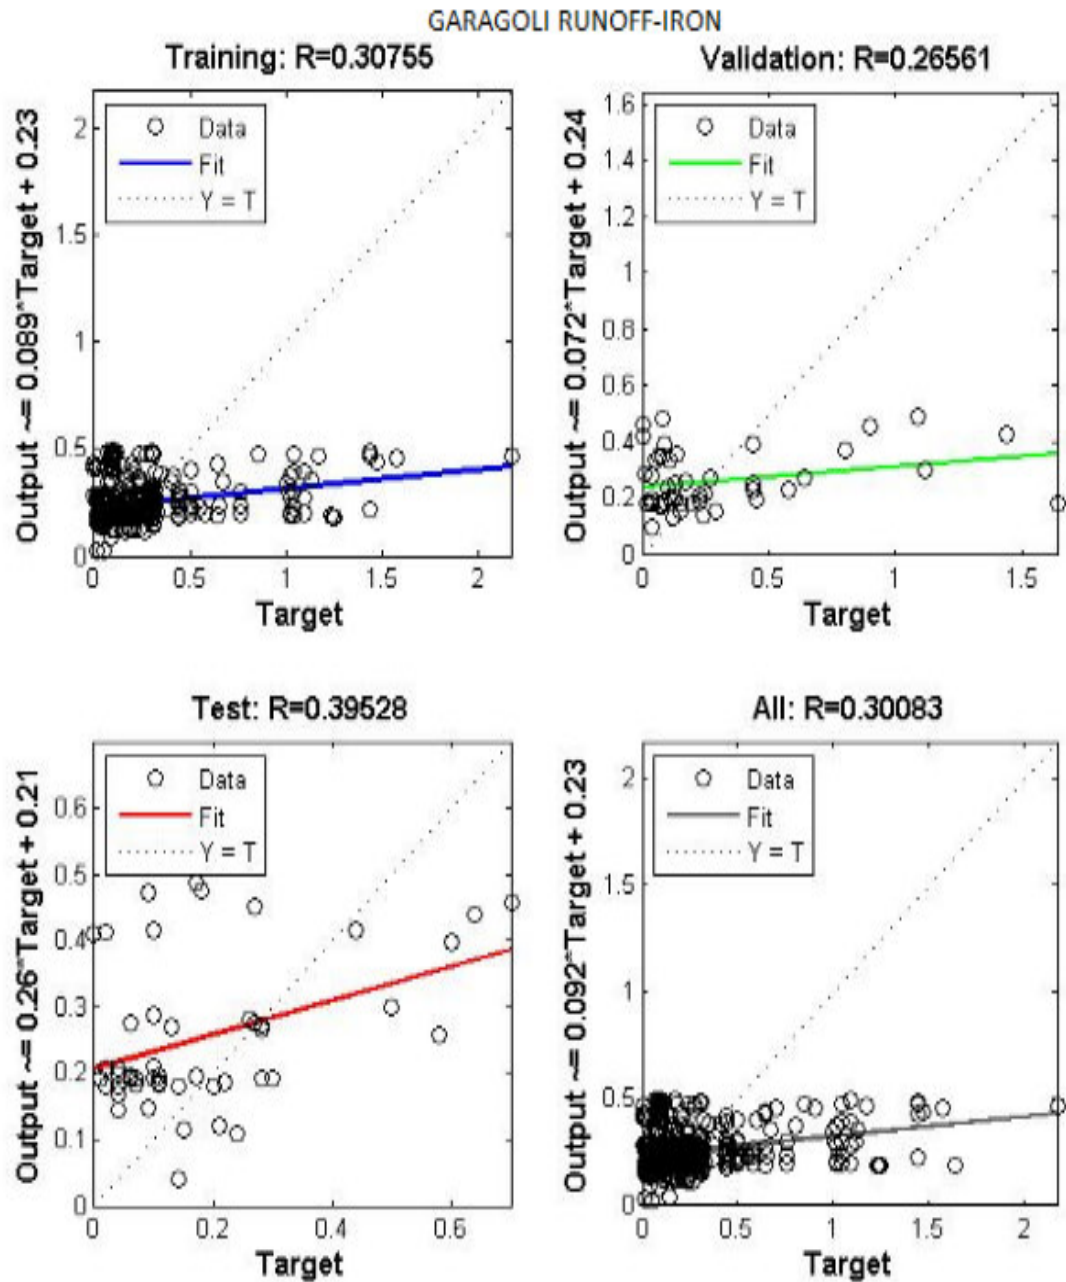 GARAGOLI RUNOFF-IRON
Training: R=0.30755
Output ~= 0.089*Target + 0.23
Data
Fit
Y = T
2
1.5
1
0.5
0
0 0.5 1 1.5 2
Target
Validation: R=0.26561
Output ~= 0.072*Target + 0.24
Data
Fit
Y = T
1.6
1.4
1.2
1
0.8
0.6
0.4
0.2
0
0 0.5 1 1.5
Target
Test: R=0.39528
Output ~= 0.26*Target + 0.21
Data
Fit
Y = T
0.6
0.5
0.4
0.3
0.2
0.1
0
0 0.2 0.4 0.6
Target
All: R=0.30083
Output ~= 0.092*Target + 0.23
Data
Fit
Y = T
2
1.5
1
0.5
0
0 0.5 1 1.5 2
Target